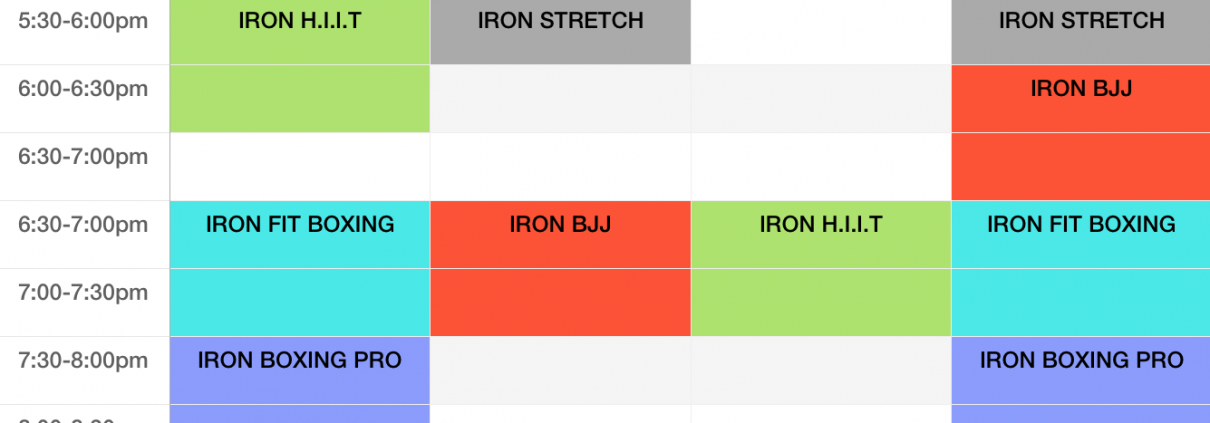 5:30-6:00pm IRON H.I.I.T IRON STRETCH IRON STRETCH
6:00-6:30pm IRON BJJ
6:30-7:00pm
6:30-7:00pm IRON FIT BOXING IRON BJJ IRON H.I.I.T IRON FIT BOXING
7:00-7:30pm
7:30-8:00pm IRON BOXING PRO IRON BOXING PRO